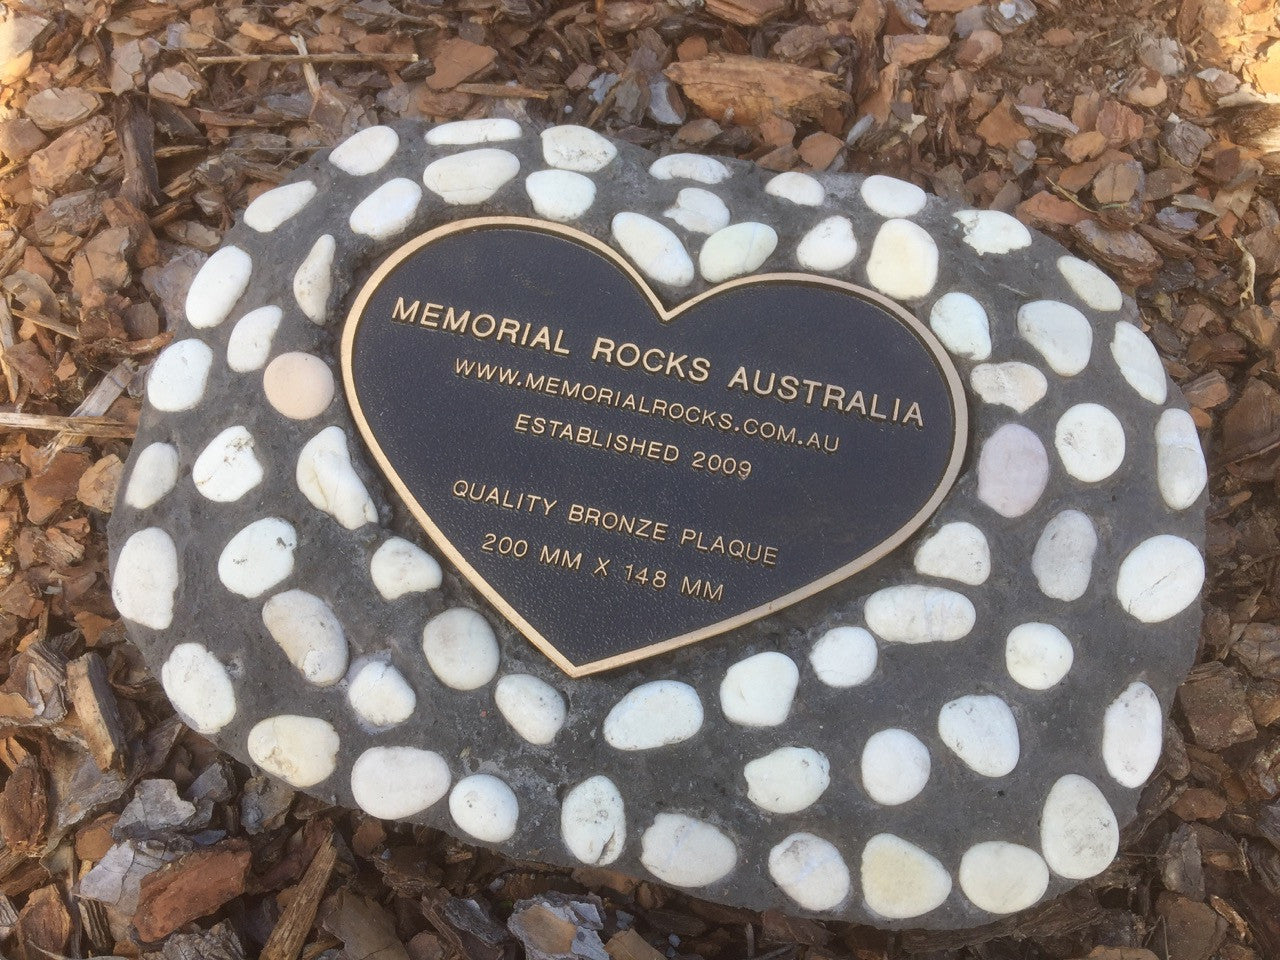 MEMORIAL ROCKS AUSTRALIA
WWW.MEMORIALROCKS.COM.AU
ESTABLISHED 2009
QUALITY BRONZE PLAQUE
200 MM X 148 MM